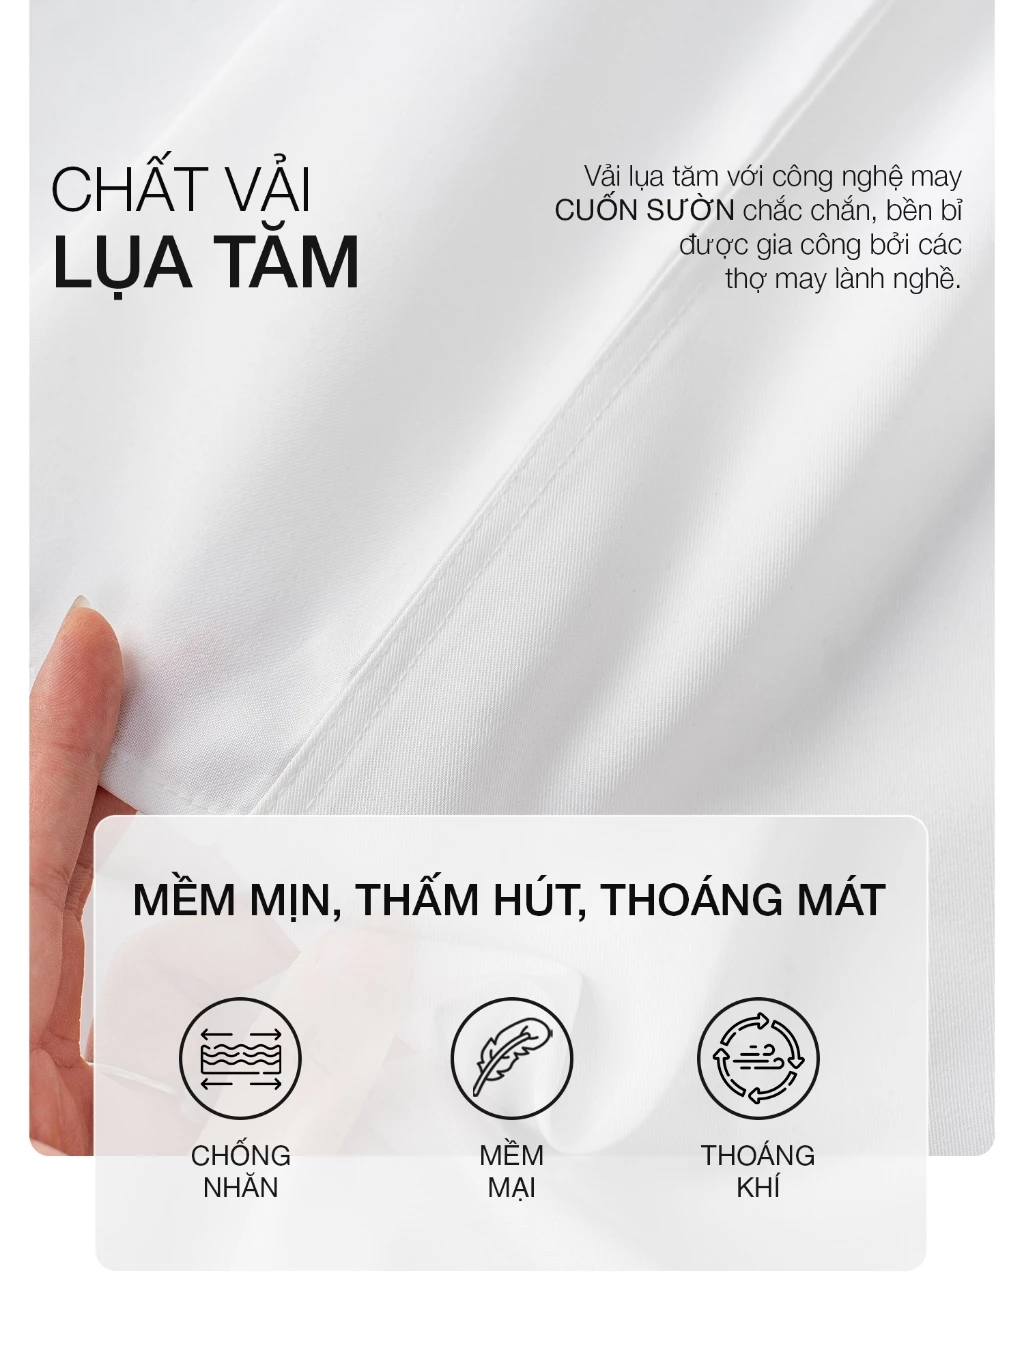 CHẤT VẢI
LỤA TĂM
Vải lụa tăm với công nghệ may
CUỐN SƯỜN chắc chắn, bền bỉ
được gia công bởi các
thợ may lành nghề.
MỀM MỊN, THẤM HÚT, THOÁNG MÁT
CHỐNG
NHĂN
MỀM
MẠI
THOÁNG
KHÍ